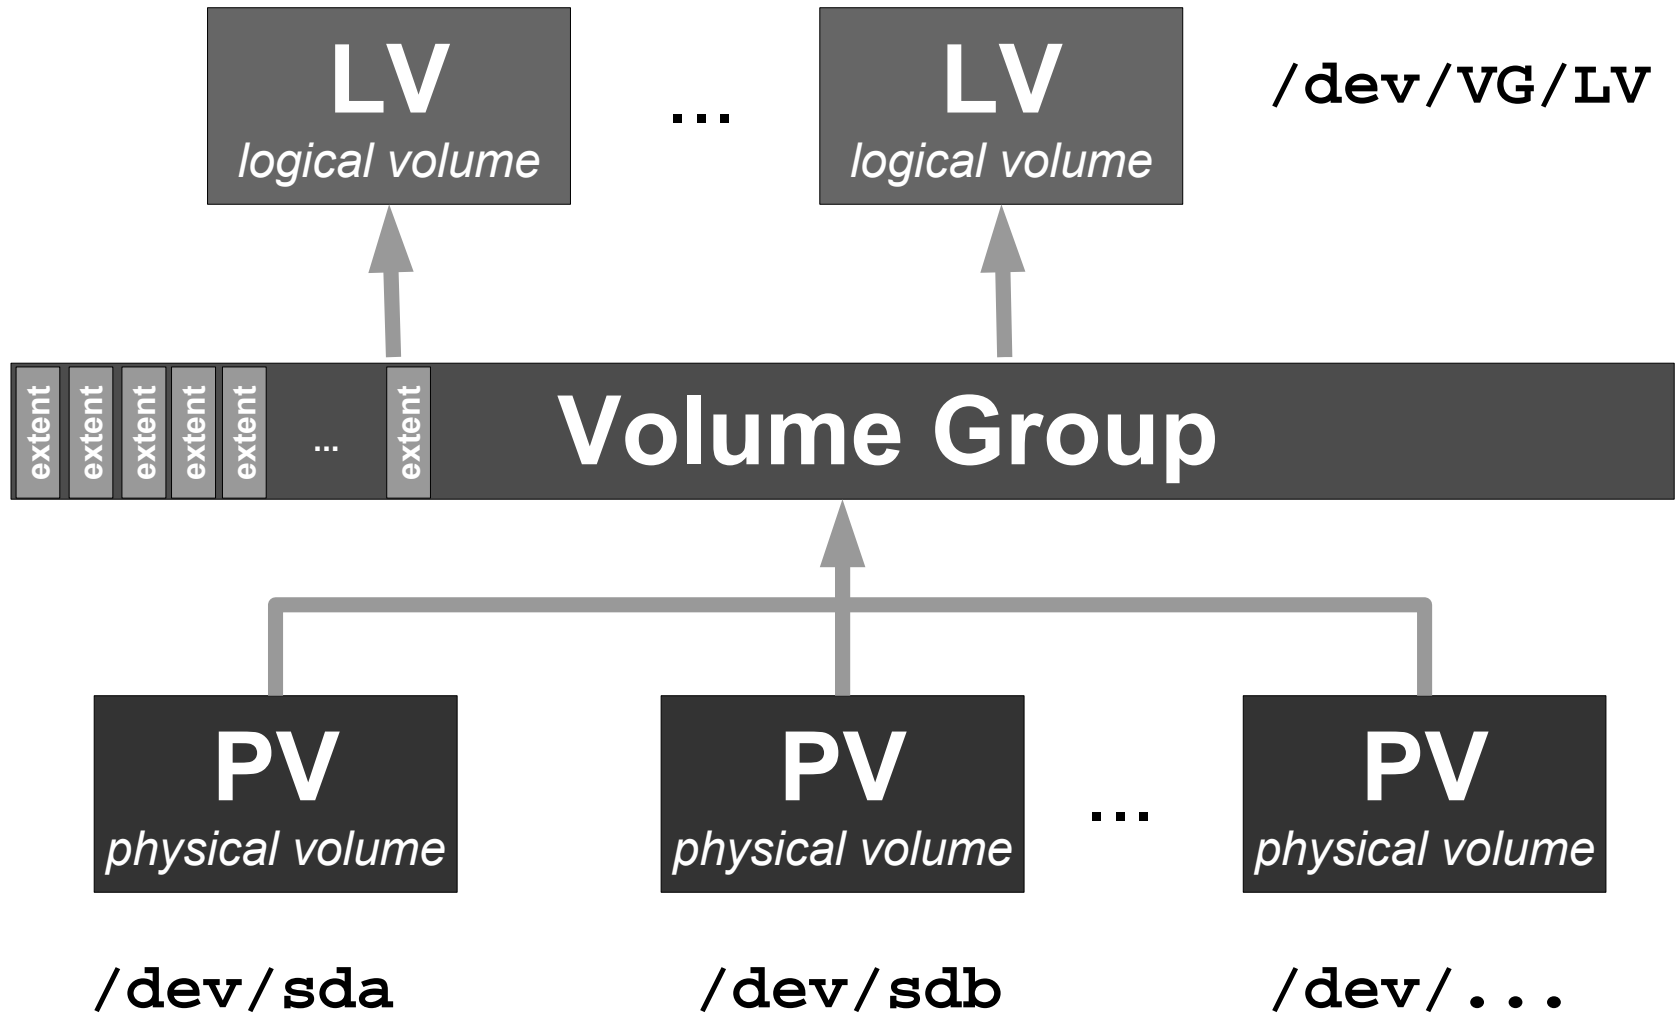 LV
logical volume
...
LV
logical volume
/dev/VG/LV
extent
extent
extent
extent
extent
...
extent
Volume Group
PV
physical volume
PV
physical volume
...
PV
physical volume
/dev/sda
/dev/sdb
/dev/...